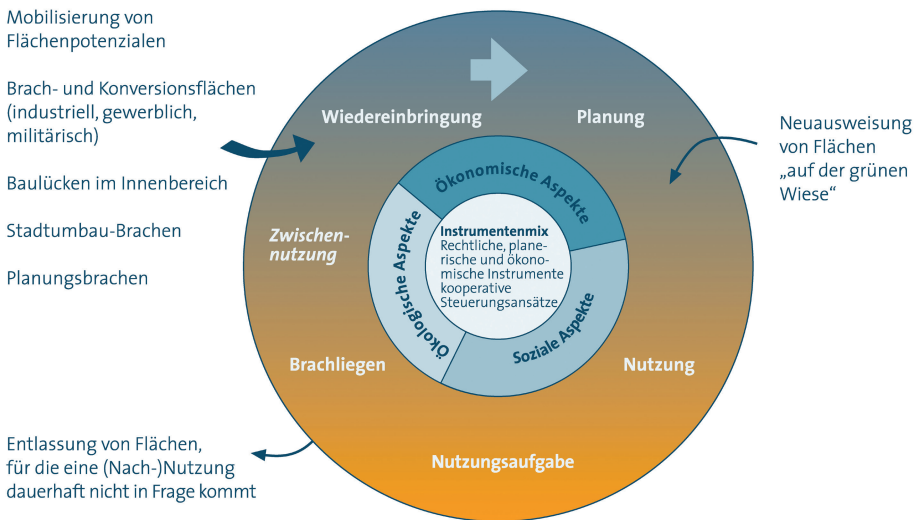 Mobilisierung von
Flächenpotenzialen
Brach- und Konversionsflächen
(industriell, gewerblich,
militärisch)
Baulücken im Innenbereich
Stadtumbau-Brachen
Planungsbrachen
Entlassung von Flächen,
für die eine (Nach-)Nutzung
dauerhaft nicht in Frage kommt
Wiedereinbringung
Planung
Zwischen-
nutzung
Brachliegen
Nutzung
Nutzungsaufgabe
Ökonomische Aspekte
Ökologische Aspekte
Soziale Aspekte
Instrumentenmix
Rechtliche, plane-
rische und ökono-
mische Instrumente
kooperative
Steuerungsansätze
Neuausweisung
von Flächen
„auf der grünen
Wiese“